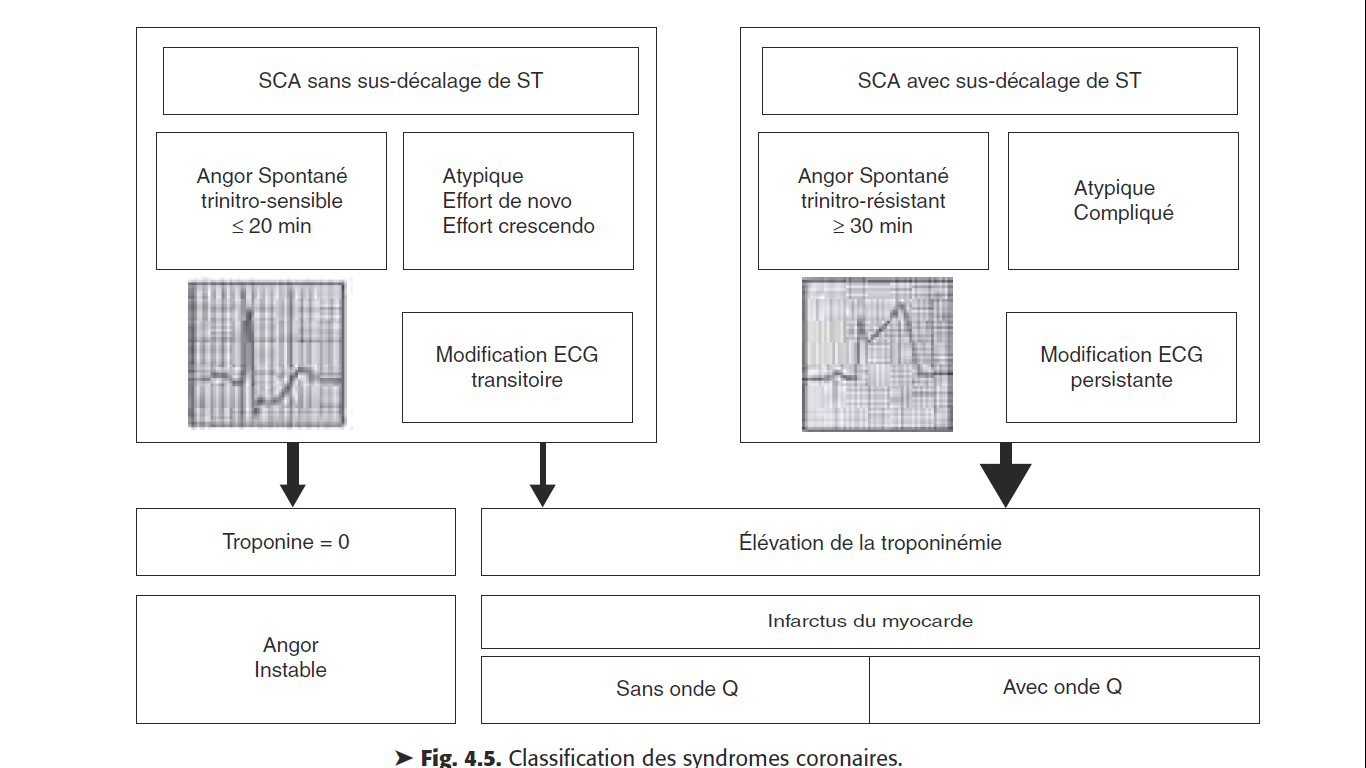 SCA sans sus-décalage de ST
SCA avec sus-décalage de ST
Angor Spontané
trinitro-sensible
≤ 20 min
Atypique
Effort de novo
Effort crescendo
Angor Spontané
trinitro-résistant
≥ 30 min
Atypique
Compliqué
Modification ECG
transitoire
Modification ECG
persistante
Troponine = 0
Élévation de la troponinémie
Angor
Instable
Infarctus du myocarde
Sans onde Q
Avec onde Q
➤ Fig. 4.5. Classification des syndromes coronaires.